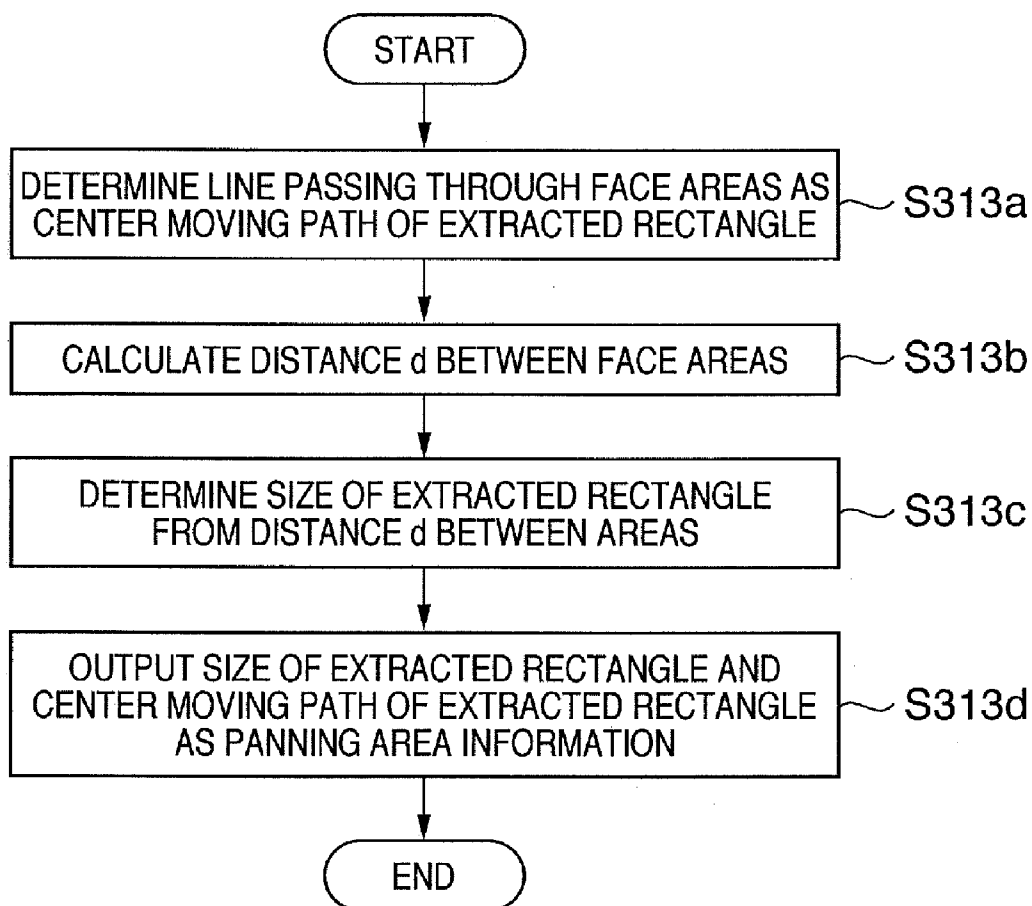 START
DETERMINE LINE PASSING THROUGH FACE AREAS AS
CENTER MOVING PATH OF EXTRACTED RECTANGLE
S313a
CALCULATE DISTANCE d BETWEEN FACE AREAS
S313b
DETERMINE SIZE OF EXTRACTED RECTANGLE
FROM DISTANCE d BETWEEN AREAS
S313c
OUTPUT SIZE OF EXTRACTED RECTANGLE AND
CENTER MOVING PATH OF EXTRACTED RECTANGLE
AS PANNING AREA INFORMATION
S313d
END